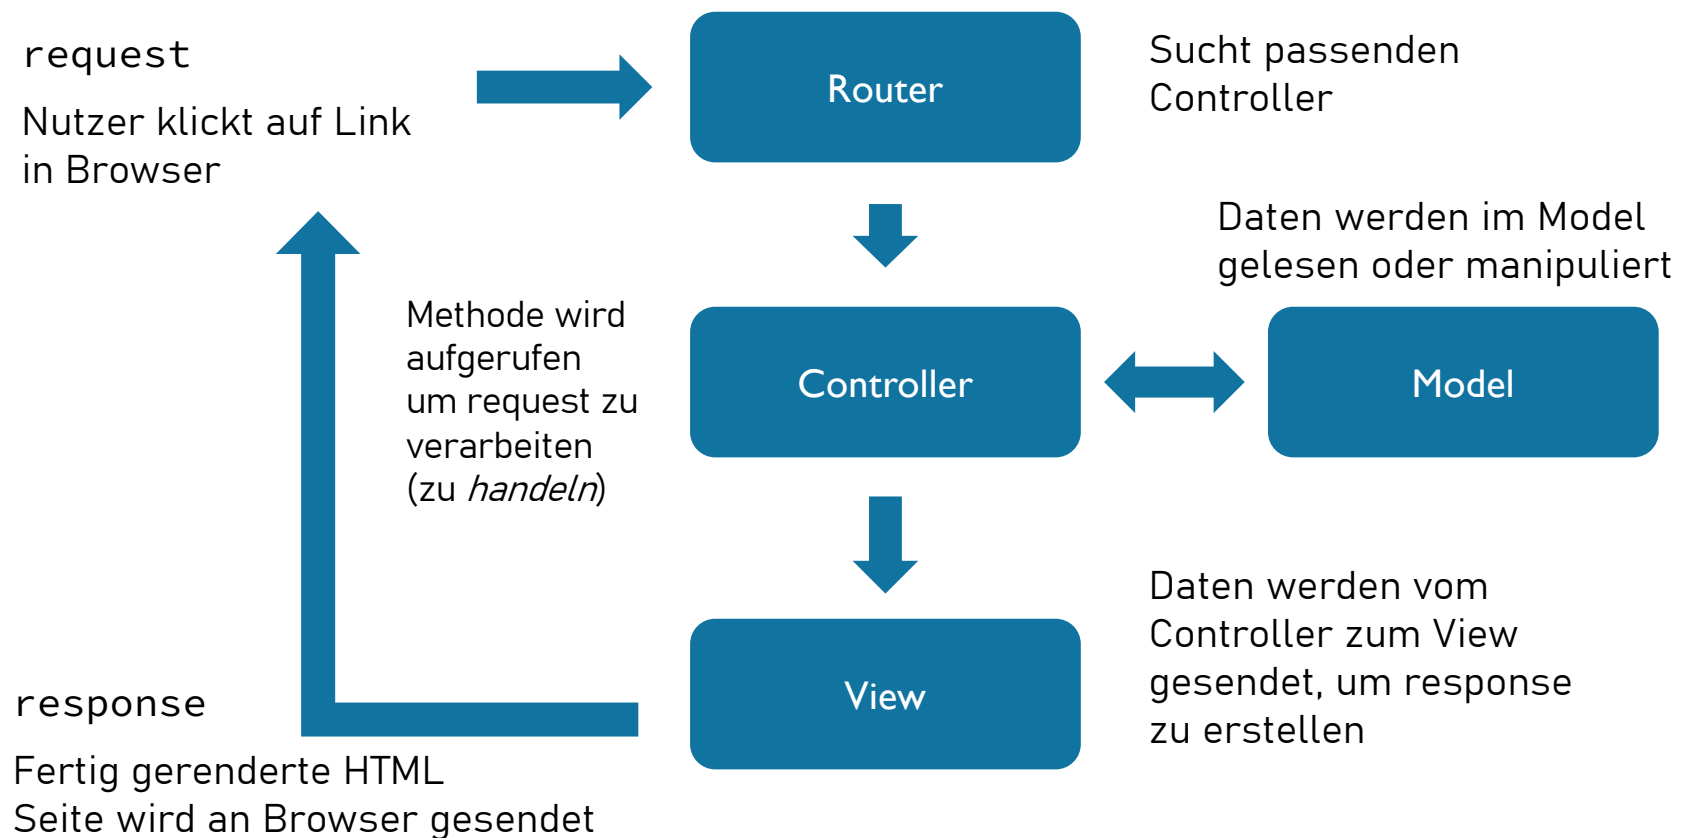 request
Nutzer klickt auf Link
in Browser
Router
Sucht passenden
Controller
Daten werden im Model
gelesen oder manipuliert
Methode wird
aufgerufen
um request zu
verarbeiten
(zu handeln)
Controller
Model
View
Daten werden vom
Controller zum View
gesendet, um response
zu erstellen
response
Fertig gerenderte HTML
Seite wird an Browser gesendet